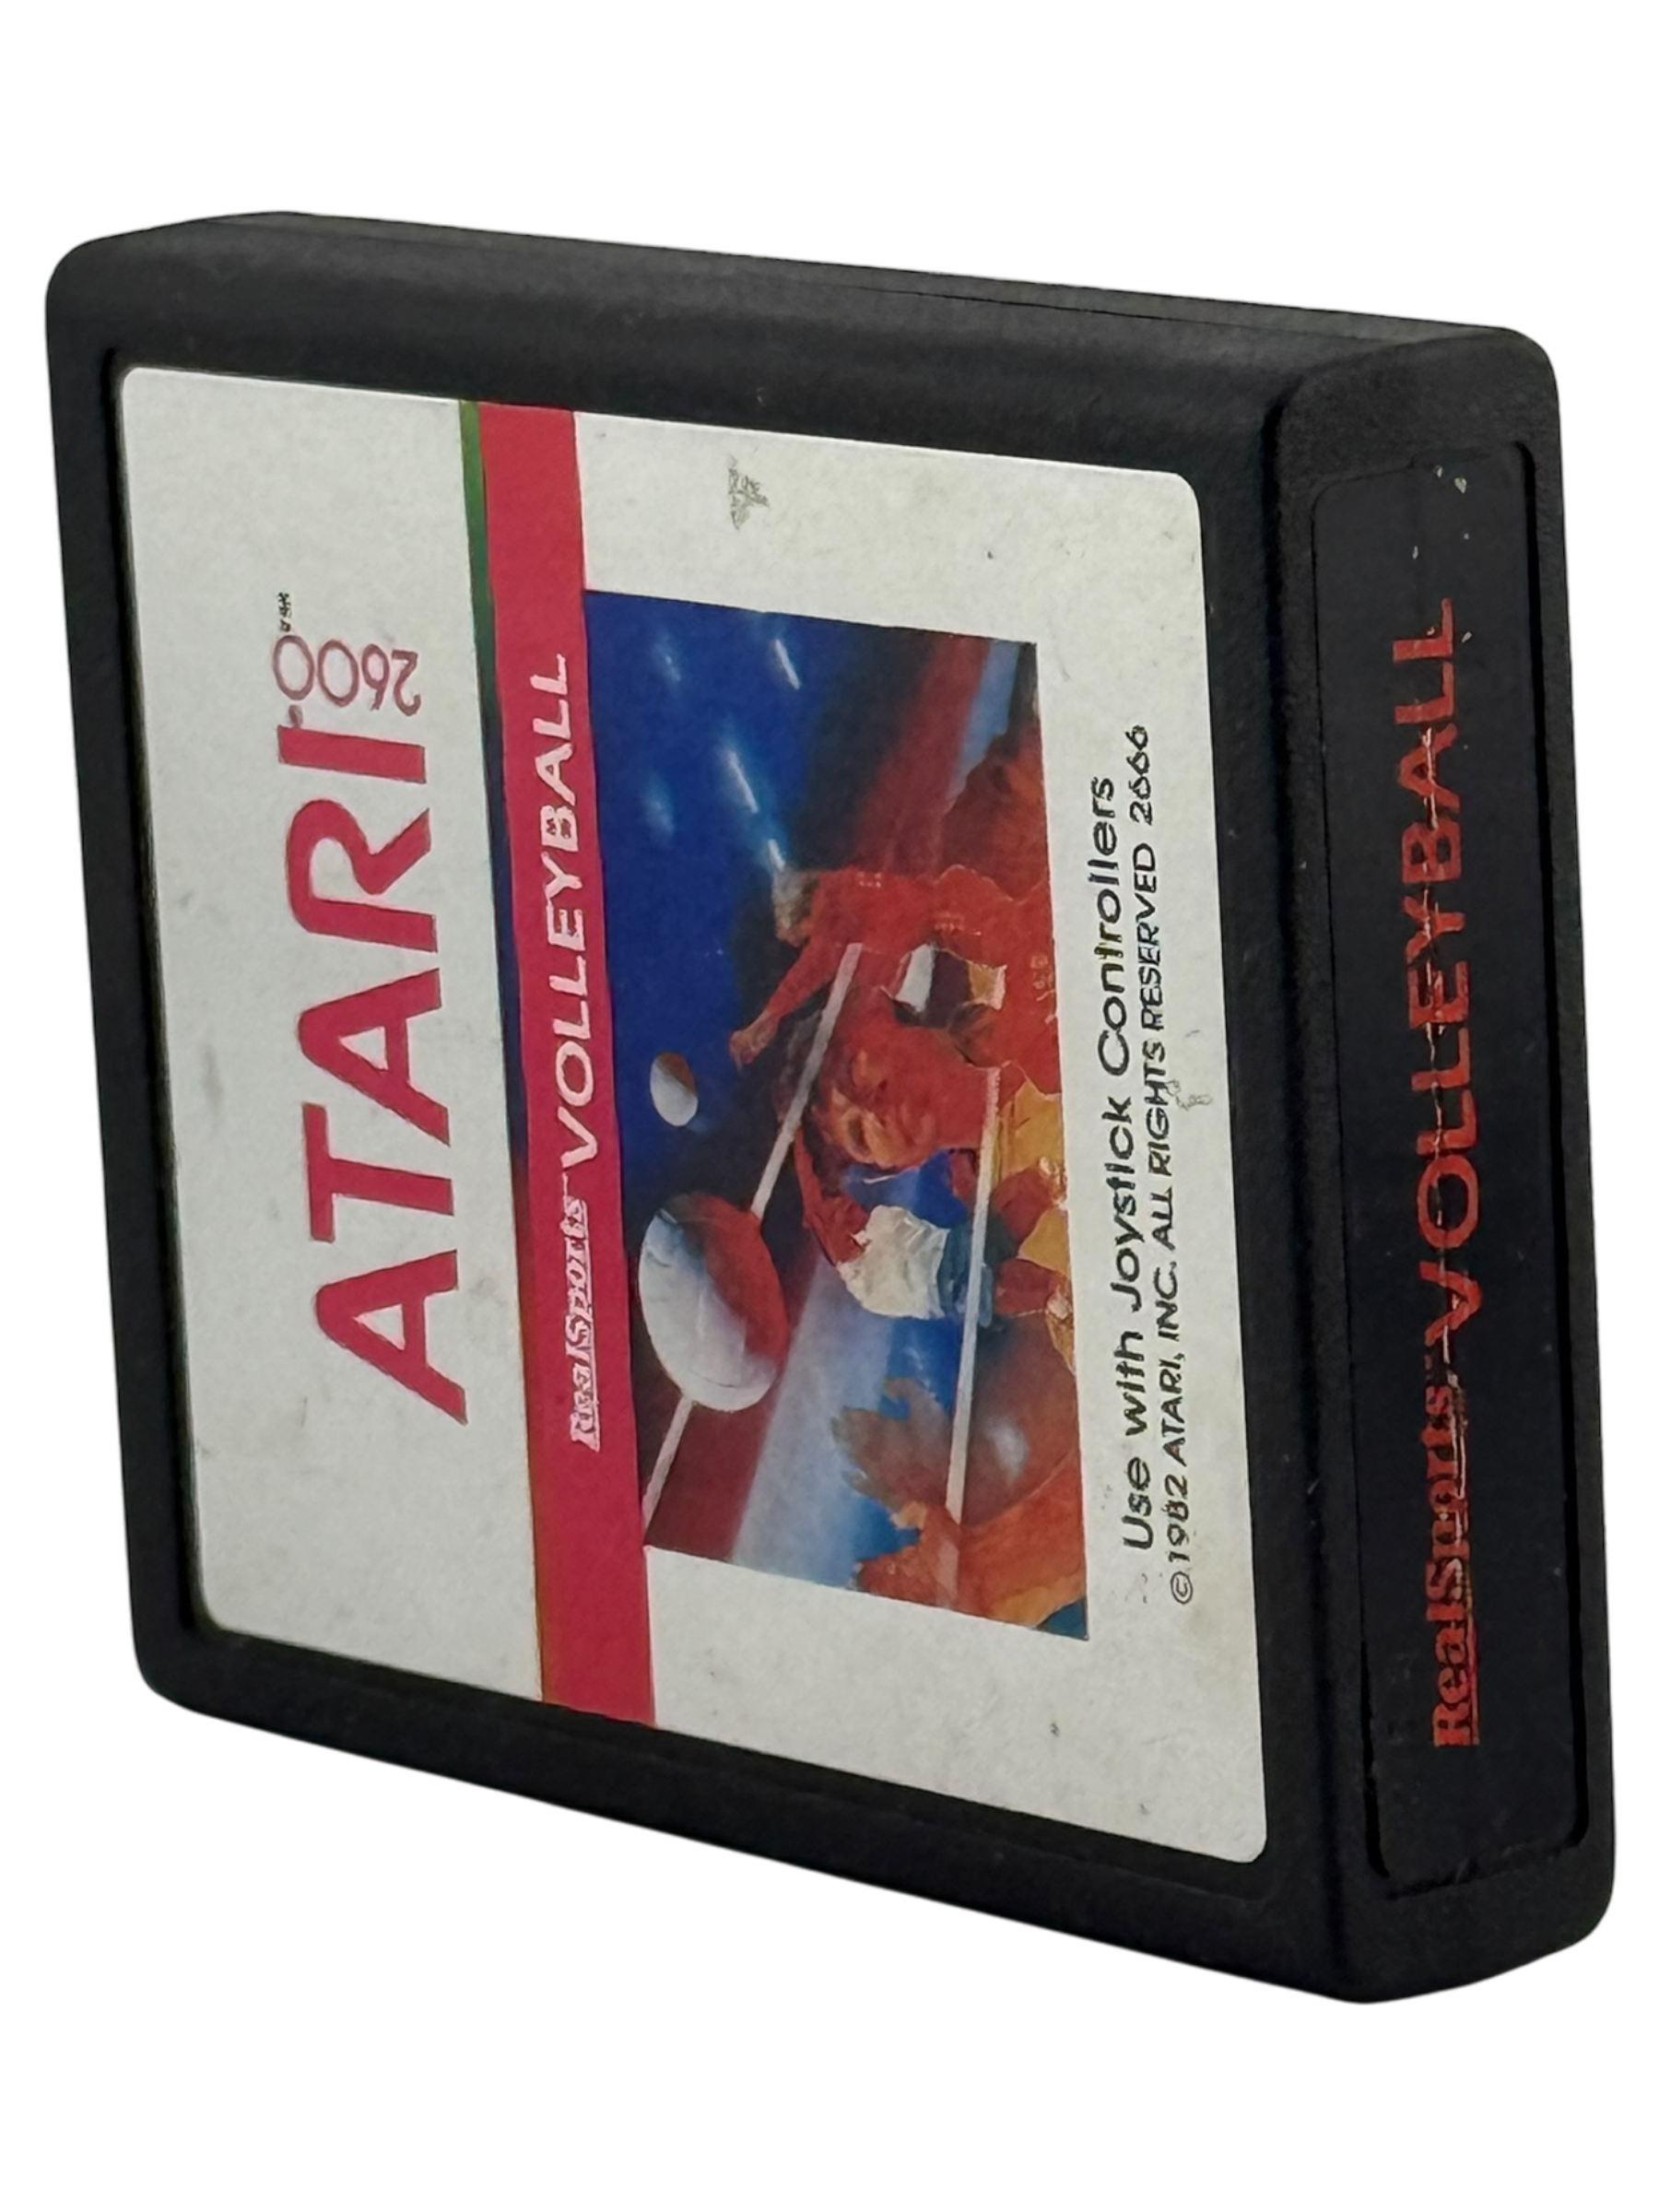 ATARI 2600
RealSports VOLLEYBALL
Use with Joystick Controllers
© 1982 ATARI, INC. ALL RIGHTS RESERVED 2666
RealSports VOLLEYBALL